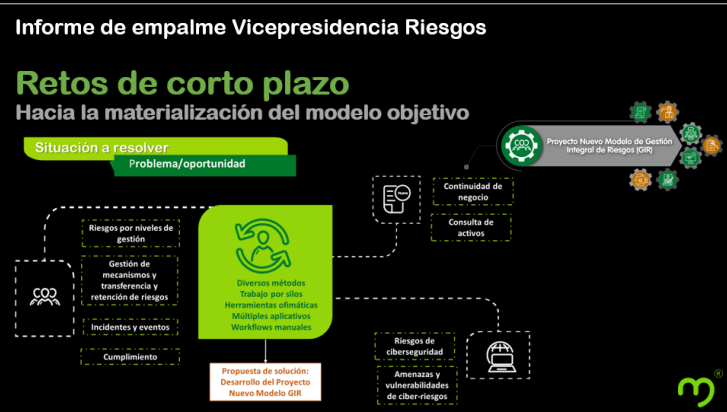 Informe de empalme Vicepresidencia Riesgos
Retos de corto plazo
Hacia la materialización del modelo objetivo
Situación a resolver
Problema/oportunidad
Proyecto Nuevo Modelo de Gestión
Integral de Riesgos (GIR)
Continuidad de
negocio
Consulta de
activos
Riesgos por niveles de
gestión
Gestión de
mecanismos y
transferencia y
retención de riesgos
Incidentes y eventos
Cumplimiento
Diversos métodos
Trabajo por silos
Herramientas ofimáticas
Múltiples aplicativos
Workflows manuales
Propuesta de solución:
Desarrollo del Proyecto
Nuevo Modelo GIR
Riesgos de
ciberseguridad
Amenazas y
vulnerabilidades
de ciber-riesgos
®